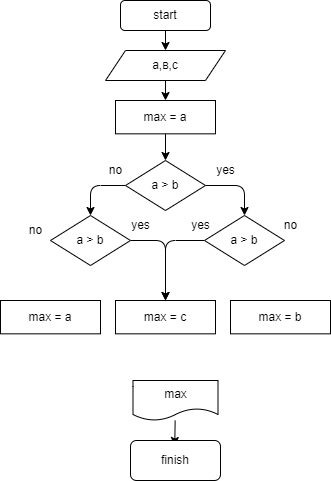 start
а,в,с
max = a
no
yes
a > b
no
a > b
yes
yes
a > b
no
max = a
max = c
max = b
max
finish